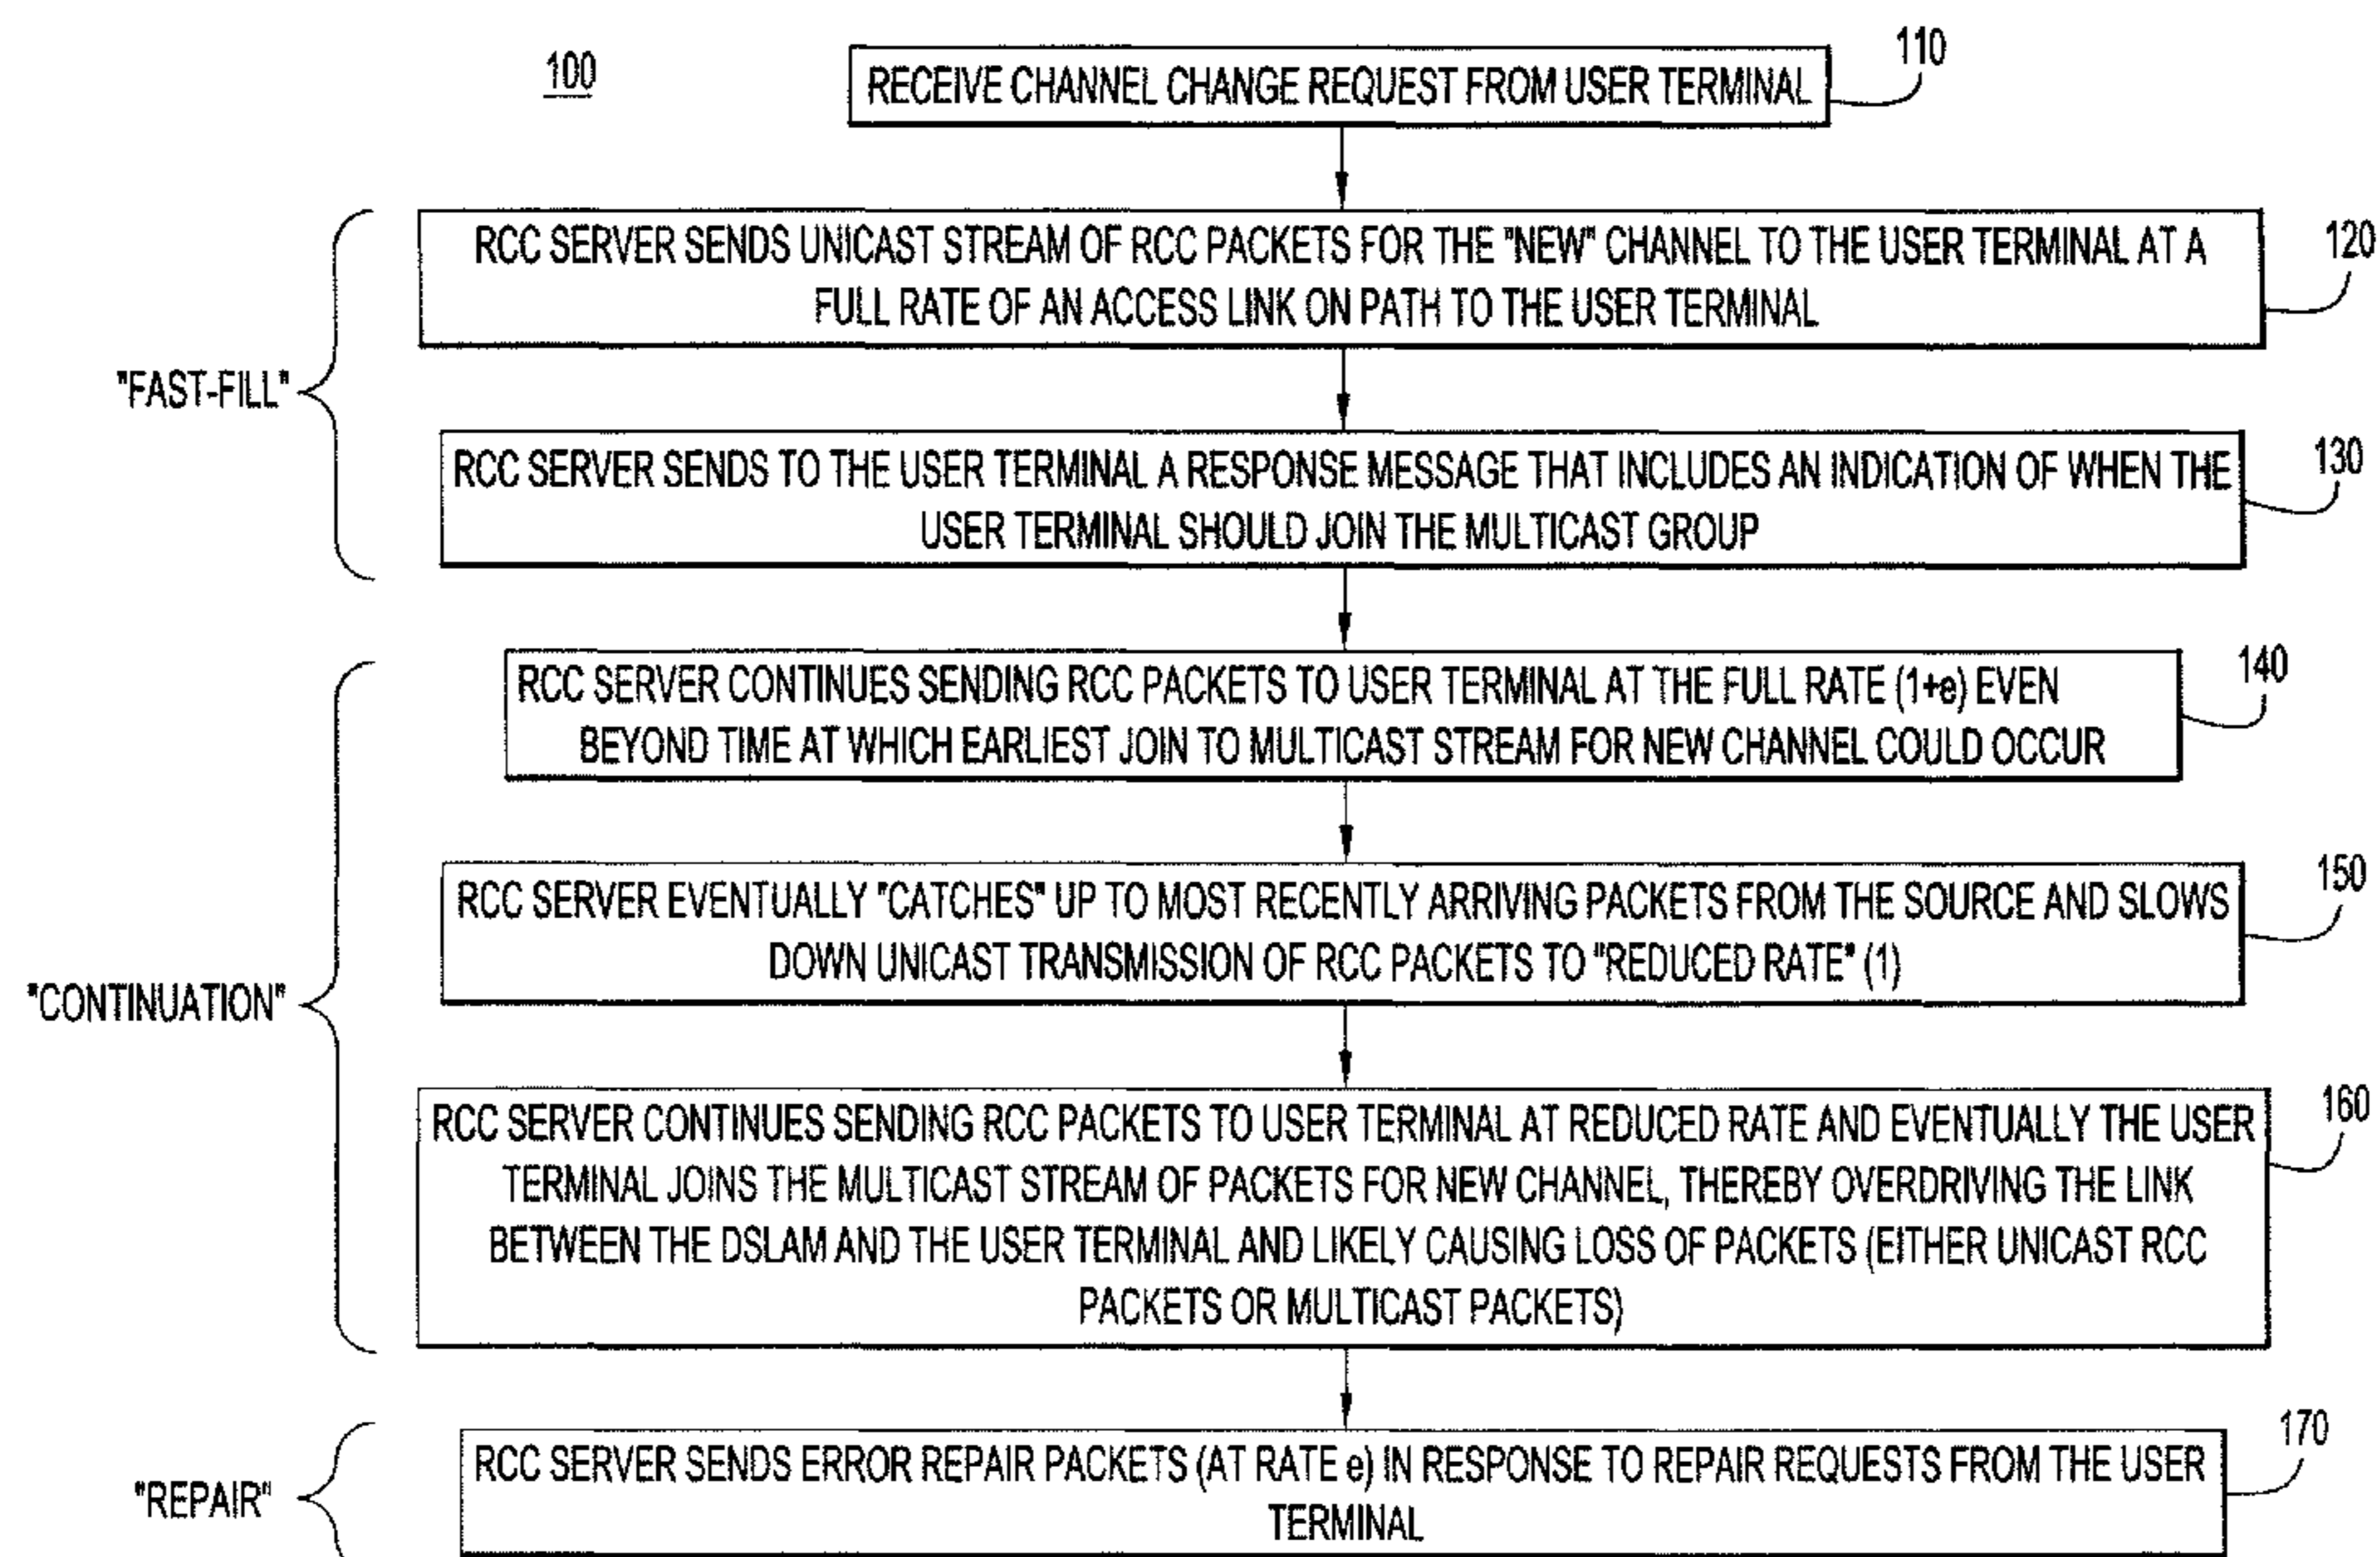 100
RECEIVE CHANNEL CHANGE REQUEST FROM USER TERMINAL
110
RCC SERVER SENDS UNICAST STREAM OF RCC PACKETS FOR THE "NEW" CHANNEL TO THE USER TERMINAL AT A
FULL RATE OF AN ACCESS LINK ON PATH TO THE USER TERMINAL
120
"FAST-FILL"
RCC SERVER SENDS TO THE USER TERMINAL A RESPONSE MESSAGE THAT INCLUDES AN INDICATION OF WHEN THE
USER TERMINAL SHOULD JOIN THE MULTICAST GROUP
130
RCC SERVER CONTINUES SENDING RCC PACKETS TO USER TERMINAL AT THE FULL RATE (1+e) EVEN
BEYOND TIME AT WHICH EARLIEST JOIN TO MULTICAST STREAM FOR NEW CHANNEL COULD OCCUR
140
RCC SERVER EVENTUALLY "CATCHES" UP TO MOST RECENTLY ARRIVING PACKETS FROM THE SOURCE AND SLOWS
DOWN UNICAST TRANSMISSION OF RCC PACKETS TO "REDUCED RATE" (1)
150
"CONTINUATION"
RCC SERVER CONTINUES SENDING RCC PACKETS TO USER TERMINAL AT REDUCED RATE AND EVENTUALLY THE USER
TERMINAL JOINS THE MULTICAST STREAM OF PACKETS FOR NEW CHANNEL, THEREBY OVERDRIVING THE LINK
BETWEEN THE DSLAM AND THE USER TERMINAL AND LIKELY CAUSING LOSS OF PACKETS (EITHER UNICAST RCC
PACKETS OR MULTICAST PACKETS)
160
"REPAIR"
RCC SERVER SENDS ERROR REPAIR PACKETS (AT RATE e) IN RESPONSE TO REPAIR REQUESTS FROM THE USER
TERMINAL
170